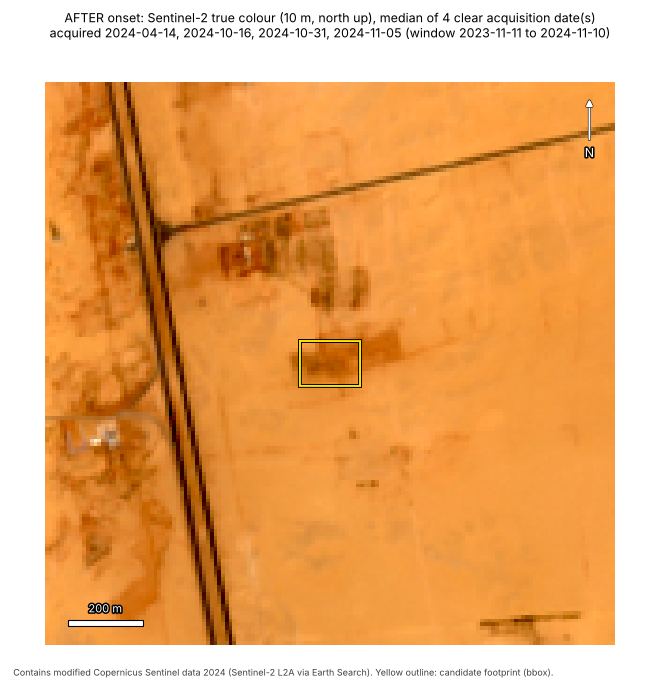 AFTER onset: Sentinel-2 true colour (10 m, north up), median of 4 clear acquisition date(s)
acquired 2024-04-14, 2024-10-16, 2024-10-31, 2024-11-05 (window 2023-11-11 to 2024-11-10)
N
200 m
Contains modified Copernicus Sentinel data 2024 (Sentinel-2 L2A via Earth Search). Yellow outline: candidate footprint (bbox).